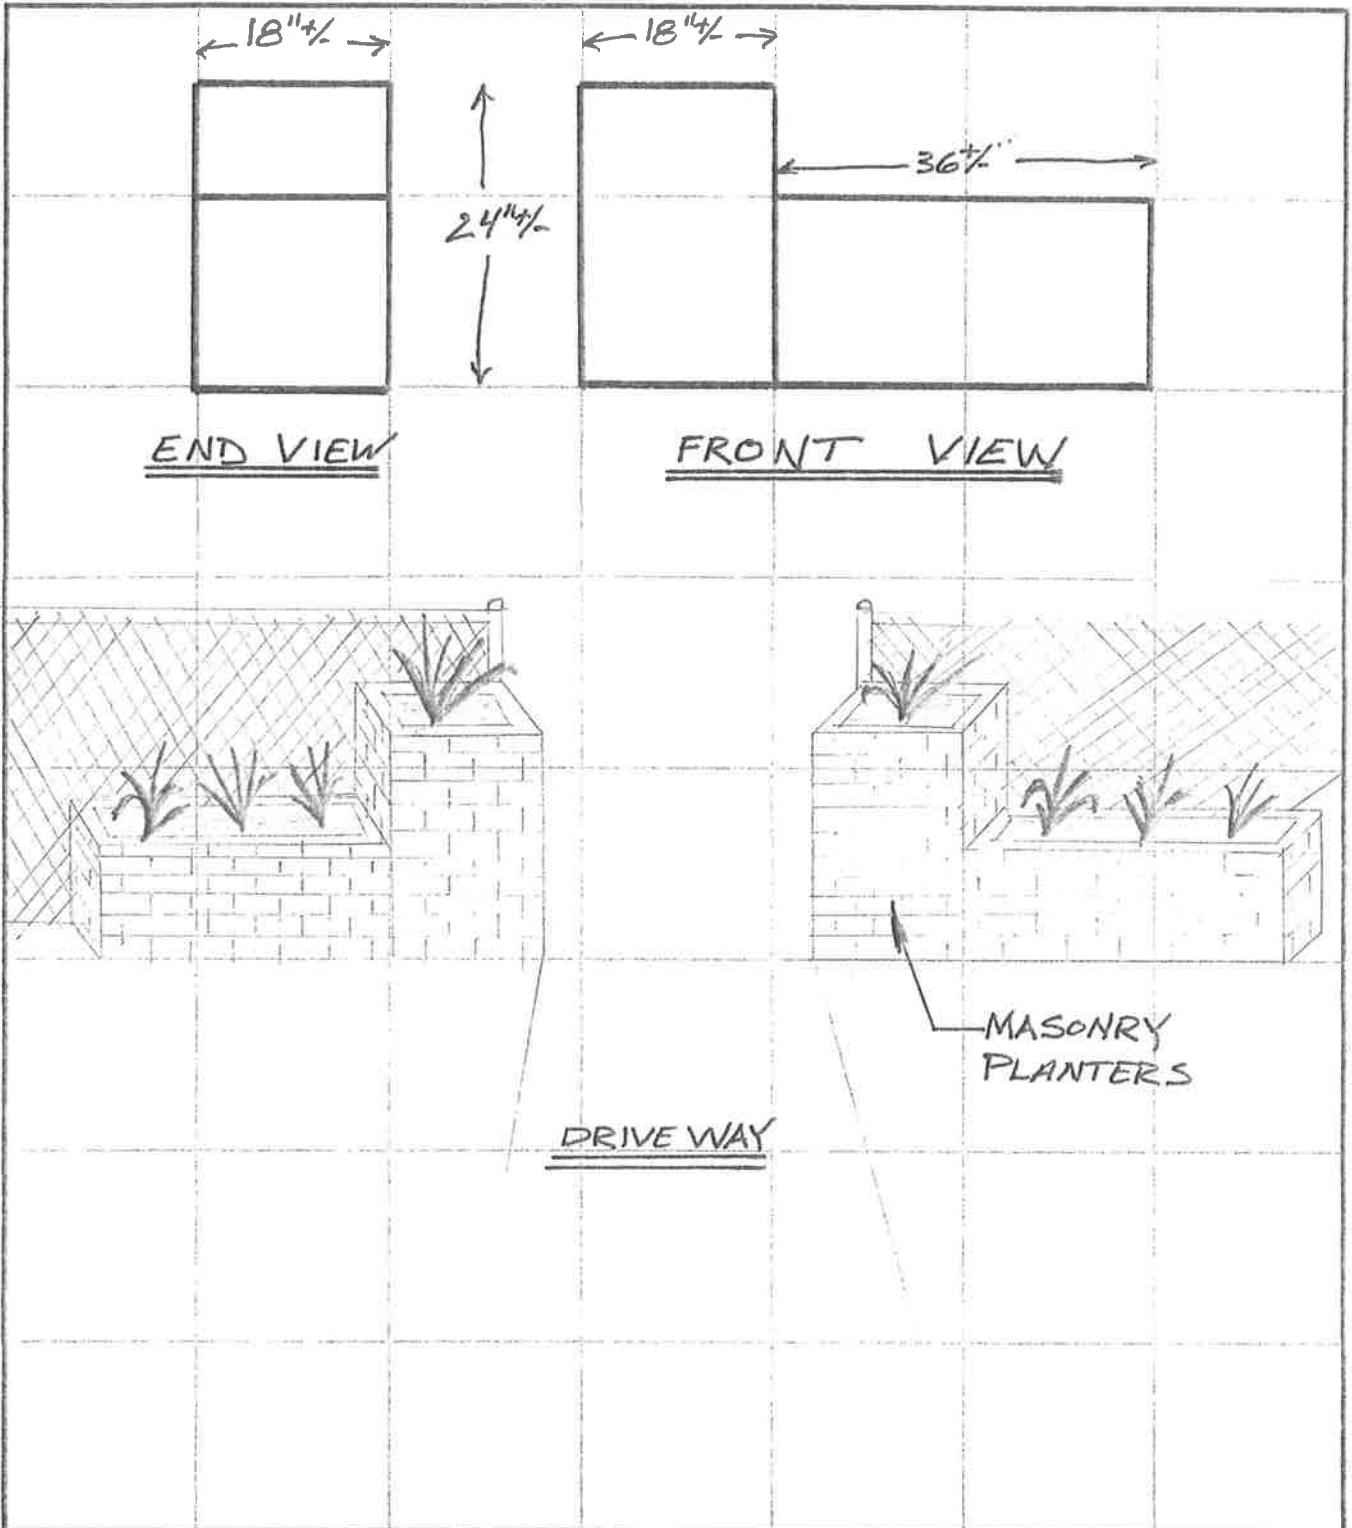 18"+/-
18"+/-
36+/-"
24"+/-
END VIEW
FRONT VIEW
MASONRY
PLANTERS
DRIVE WAY